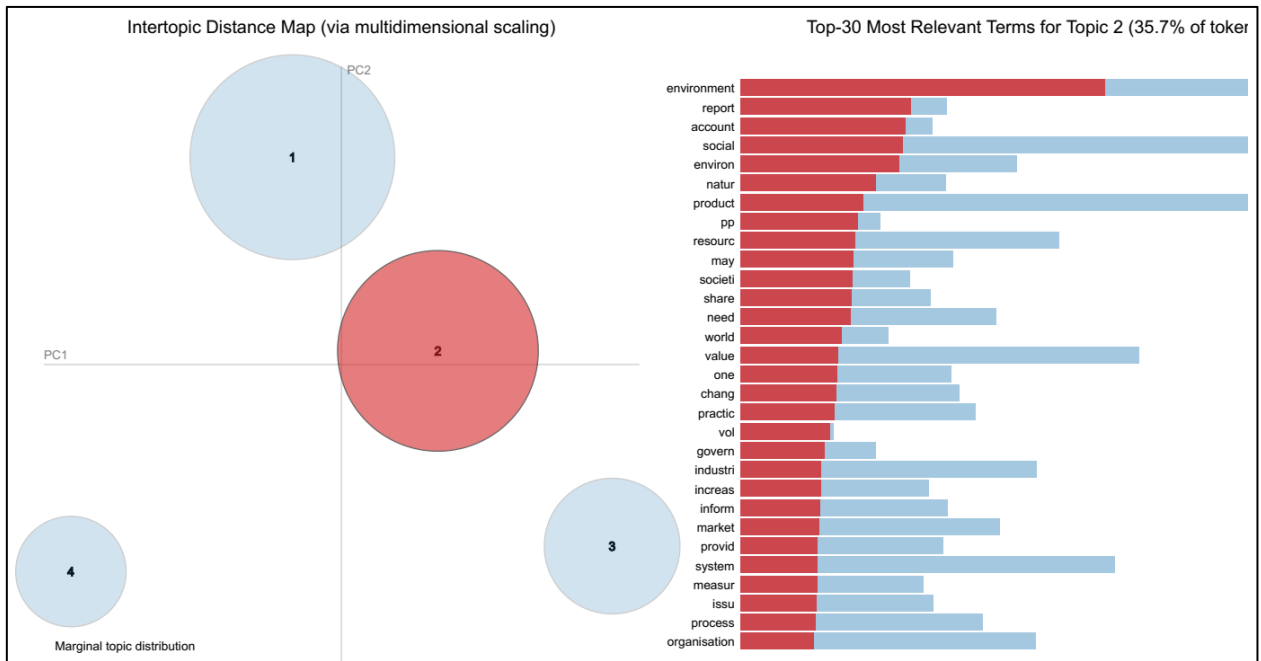 Intertopic Distance Map (via multidimensional scaling)
PC2
1
2
PC1
3
4
Marginal topic distribution
Top-30 Most Relevant Terms for Topic 2 (35.7% of token
environment
report
account
social
environ
natur
product
pp
resourc
may
societi
share
need
world
value
one
chang
practic
vol
govern
industri
increas
inform
market
provid
system
measur
issu
process
organisation